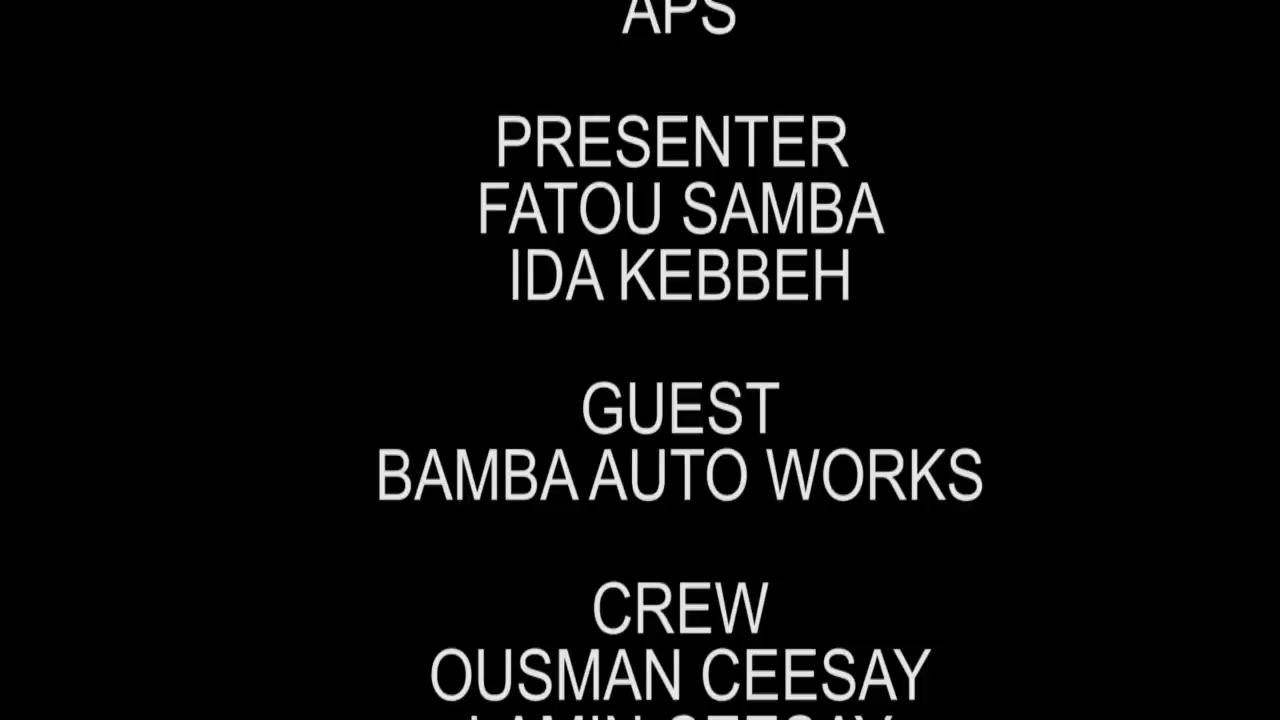 APS
PRESENTER
FATOU SAMBA
IDA KEBBEH
GUEST
BAMBA AUTO WORKS
CREW
OUSMAN CEESAY